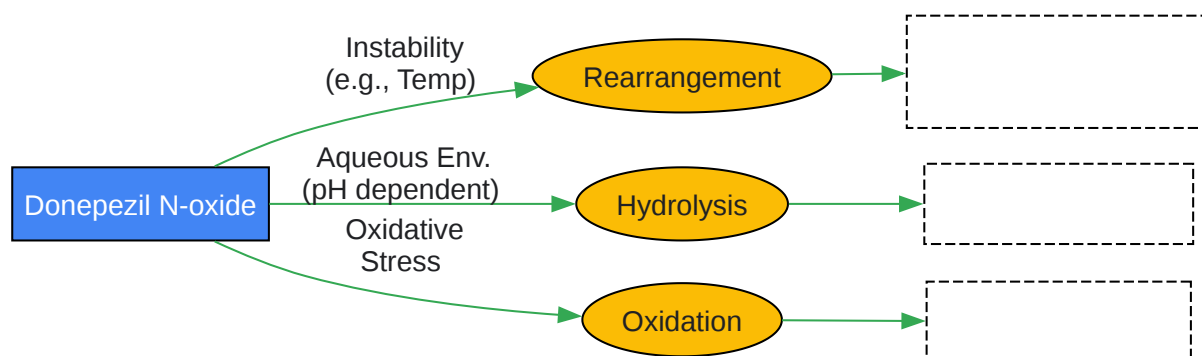 Instability
(e.g., Temp)
Rearrangement
Donepezil N-oxide
Aqueous Env.
(pH dependent)
Hydrolysis
Oxidative
Stress
Oxidation